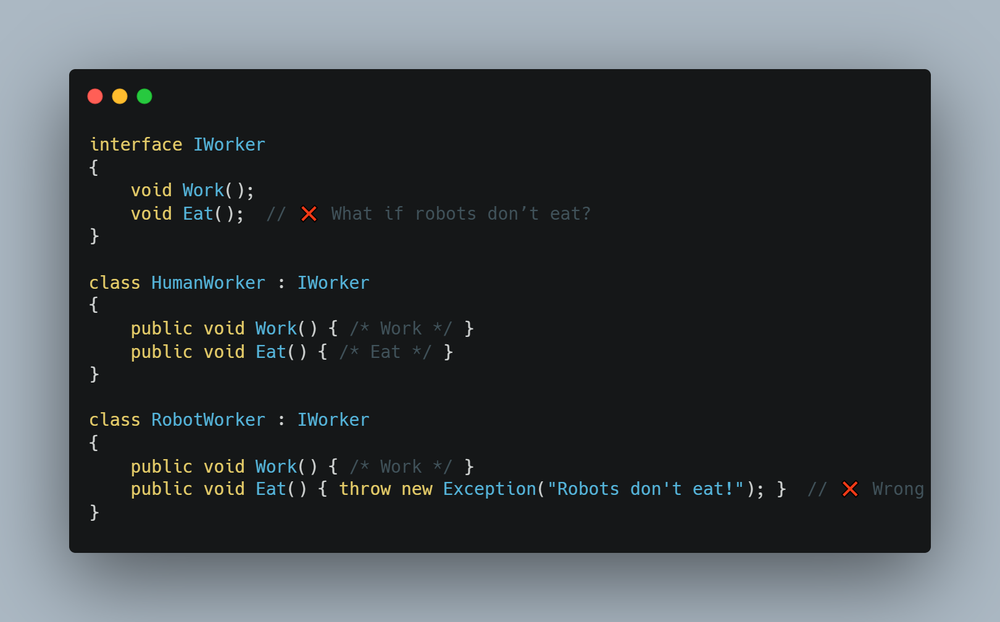 interface IWorker
{
    void Work();
    void Eat();  // ❌ What if robots don’t eat?
}

class HumanWorker : IWorker
{
    public void Work() { /* Work */ }
    public void Eat() { /* Eat */ }
}

class RobotWorker : IWorker
{
    public void Work() { /* Work */ }
    public void Eat() { throw new Exception("Robots don't eat!"); }  // ❌ Wrong
}